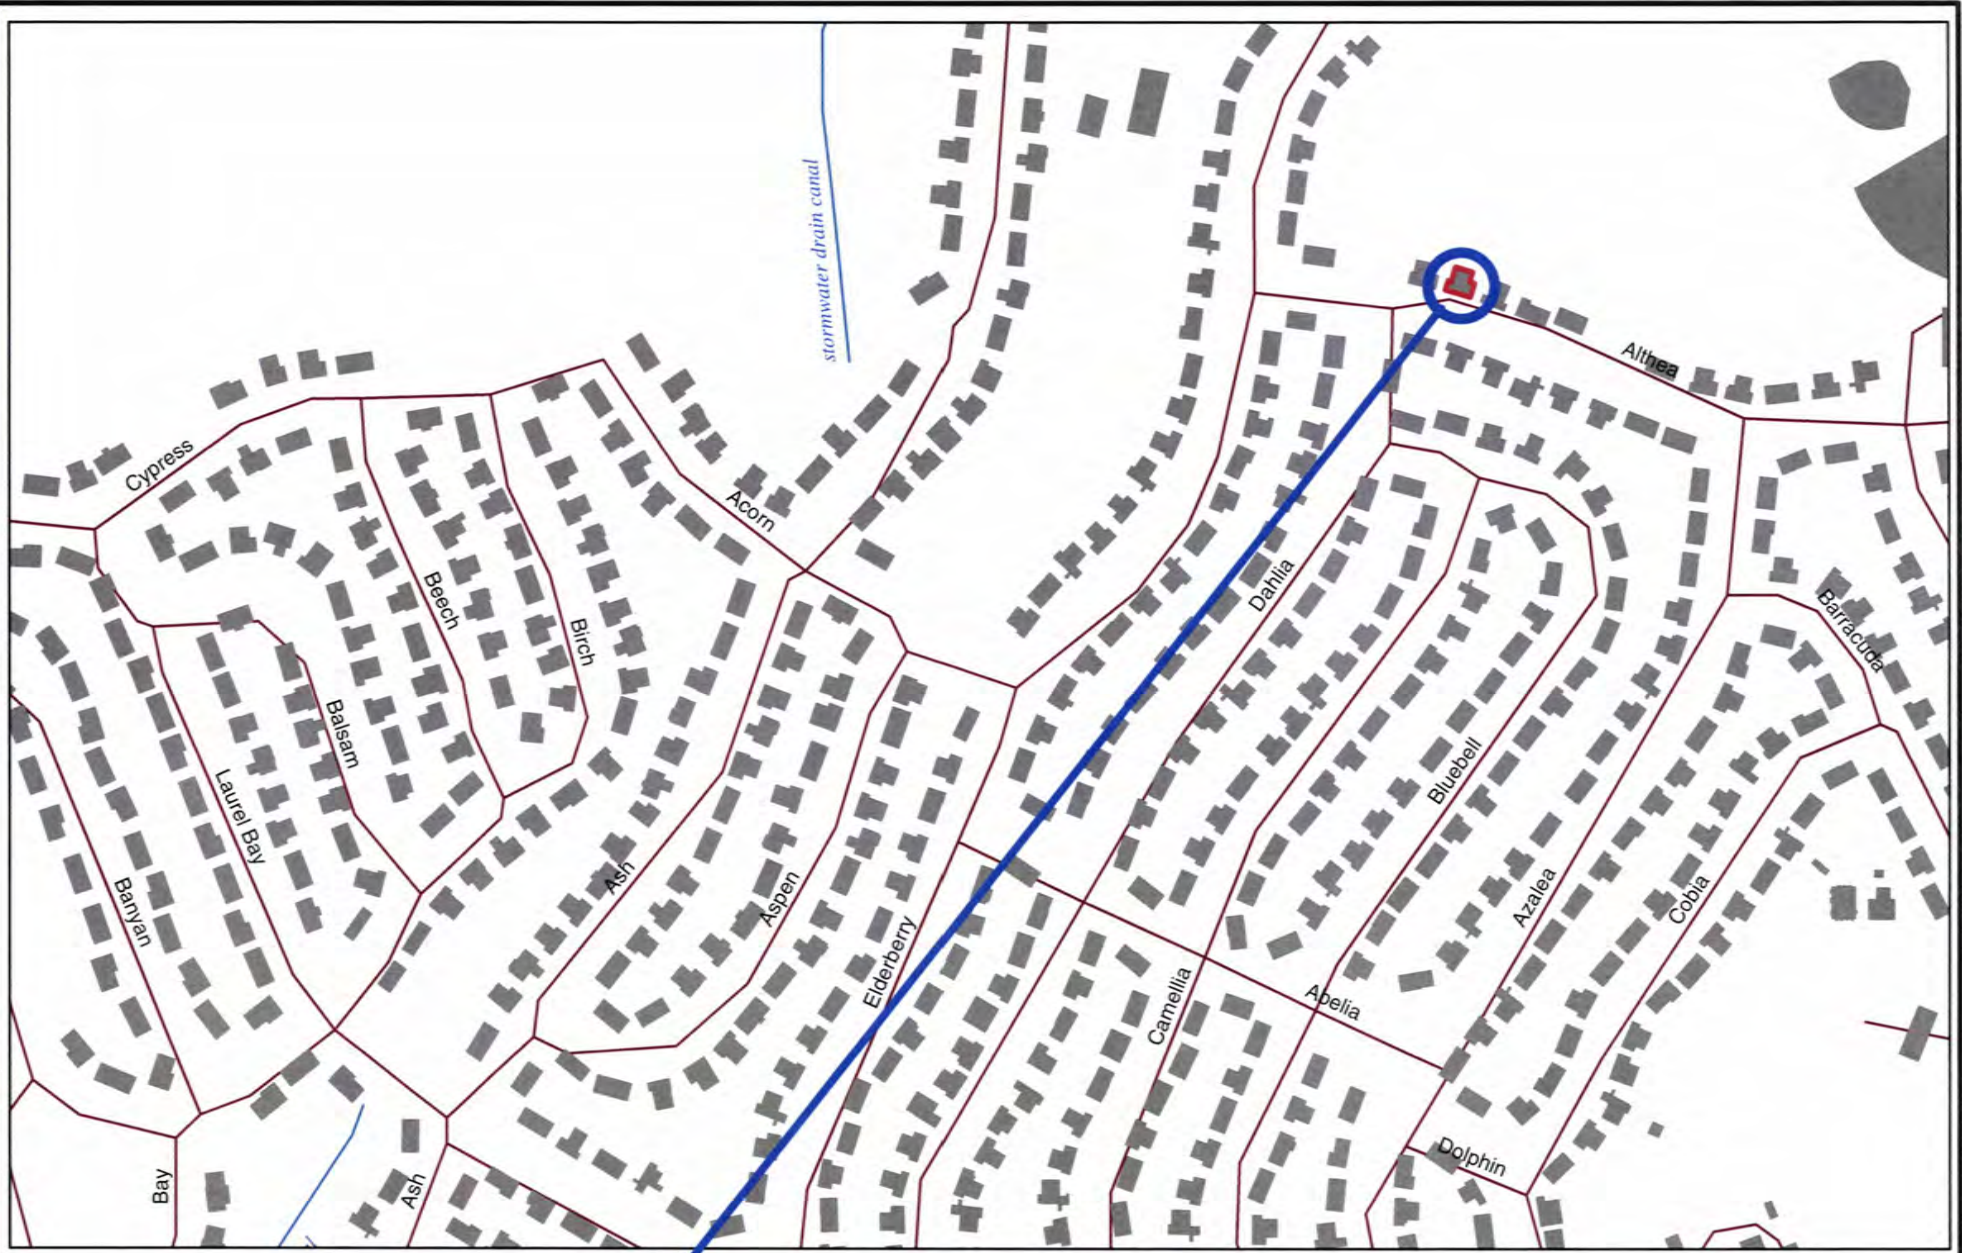 stormwater drain canal
Althea
Cypress
Acorn
Beech
Birch
Dahlia
Barracuda
Balsam
Laurel Bay
Bluebell
Banyan
Ash
Aspen
Azalea
Cobia
Elderberry
Camellia
Abelia
Dolphin
Bay
Ash